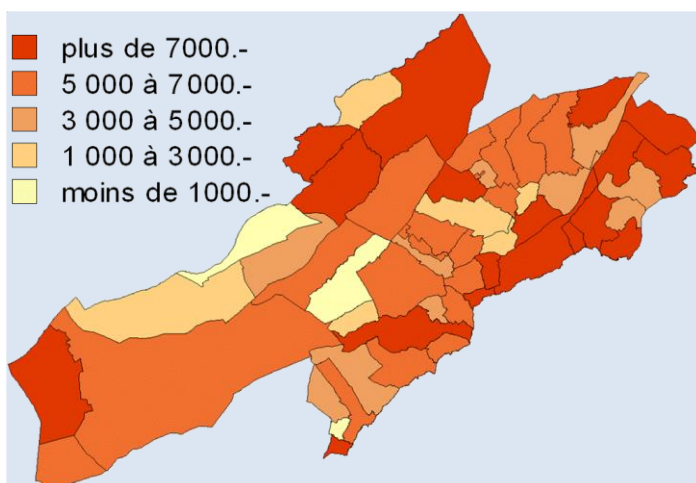 plus de 7000.-
5 000 à 7000.-
3 000 à 5000.-
1 000 à 3000.-
moins de 1000.-